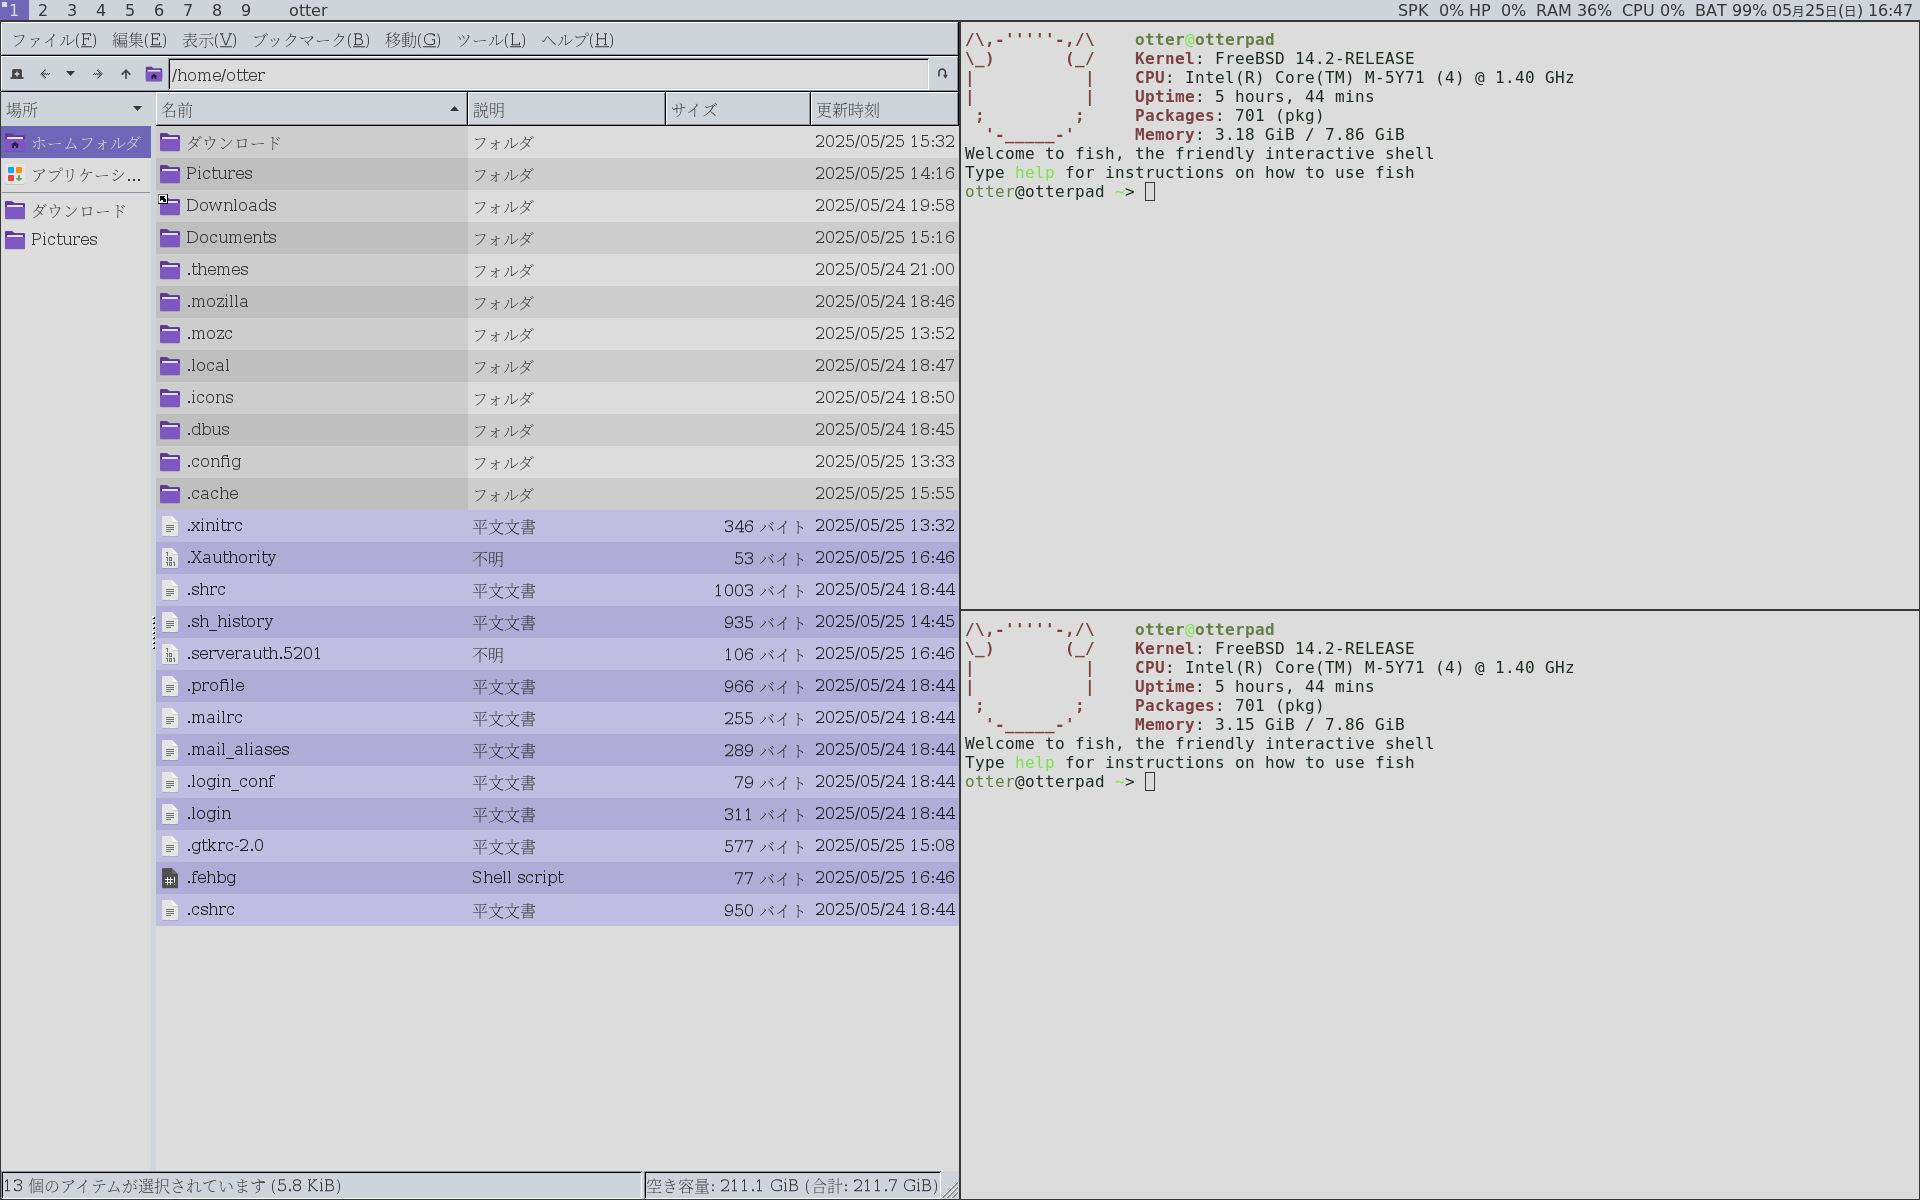 1 2 3 4 5 6 7 8 9 otter SPK 0% HP 0% RAM 36% CPU 0% BAT 99% 05月25日(日) 16:47
ファイル(F) 編集(E) 表示(V) ブックマーク(B) 移動(G) ツール(L) ヘルプ(H)
/home/otter
場所
ホームフォルダ
アプリケーシ...
ダウンロード
Pictures
名前 説明 サイズ 更新時刻
ダウンロード フォルダ 2025/05/25 15:32
Pictures フォルダ 2025/05/25 14:16
Downloads フォルダ 2025/05/24 19:58
Documents フォルダ 2025/05/25 15:16
.themes フォルダ 2025/05/24 21:00
.mozilla フォルダ 2025/05/24 18:46
.mozc フォルダ 2025/05/25 13:52
.local フォルダ 2025/05/24 18:47
.icons フォルダ 2025/05/24 18:50
.dbus フォルダ 2025/05/24 18:45
.config フォルダ 2025/05/25 13:33
.cache フォルダ 2025/05/25 15:55
.xinitrc 平文文書 346 バイト 2025/05/25 13:32
.Xauthority 不明 53 バイト 2025/05/25 16:46
.shrc 平文文書 1003 バイト 2025/05/24 18:44
.sh_history 平文文書 935 バイト 2025/05/25 14:45
.serverauth.5201 不明 106 バイト 2025/05/25 16:46
.profile 平文文書 966 バイト 2025/05/24 18:44
.mailrc 平文文書 255 バイト 2025/05/24 18:44
.mail_aliases 平文文書 289 バイト 2025/05/24 18:44
.login_conf 平文文書 79 バイト 2025/05/24 18:44
.login 平文文書 311 バイト 2025/05/24 18:44
.gtkrc-2.0 平文文書 577 バイト 2025/05/25 15:08
.fehbg Shell script 77 バイト 2025/05/25 16:46
.cshrc 平文文書 950 バイト 2025/05/24 18:44
13 個のアイテムが選択されています (5.8 KiB) 空き容量: 211.1 GiB (合計: 211.7 GiB)
/\,-'''''-,/\ otter@otterpad
\_) (_/ Kernel: FreeBSD 14.2-RELEASE
| | CPU: Intel(R) Core(TM) M-5Y71 (4) @ 1.40 GHz
| | Uptime: 5 hours, 44 mins
; ; Packages: 701 (pkg)
'-_____-' Memory: 3.18 GiB / 7.86 GiB
Welcome to fish, the friendly interactive shell
Type help for instructions on how to use fish
otter@otterpad ~>
/\,-'''''-,/\ otter@otterpad
\_) (_/ Kernel: FreeBSD 14.2-RELEASE
| | CPU: Intel(R) Core(TM) M-5Y71 (4) @ 1.40 GHz
| | Uptime: 5 hours, 44 mins
; ; Packages: 701 (pkg)
'-_____-' Memory: 3.15 GiB / 7.86 GiB
Welcome to fish, the friendly interactive shell
Type help for instructions on how to use fish
otter@otterpad ~>